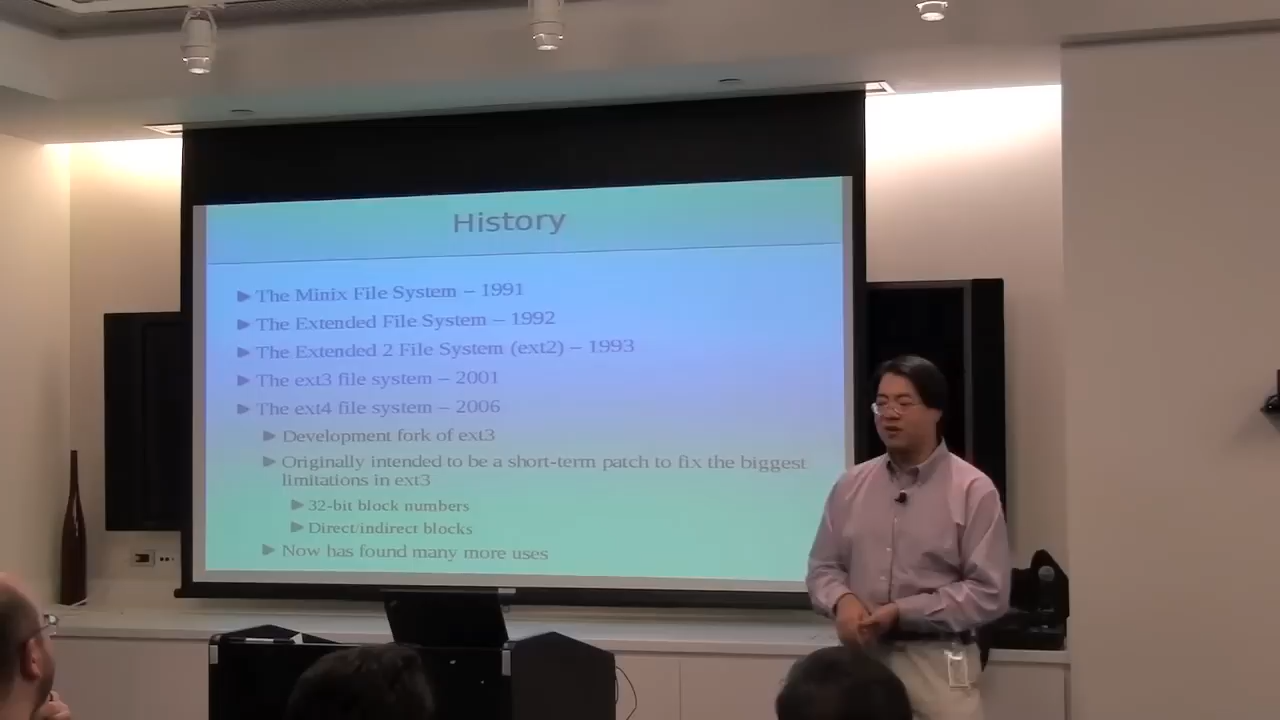 History
The Minix File System – 1991
The Extended File System – 1992
The Extended 2 File System (ext2) – 1993
The ext3 file system – 2001
The ext4 file system – 2006
Development fork of ext3
Originally intended to be a short-term patch to fix the biggest
limitations in ext3
32-bit block numbers
Direct/indirect blocks
Now has found many more uses